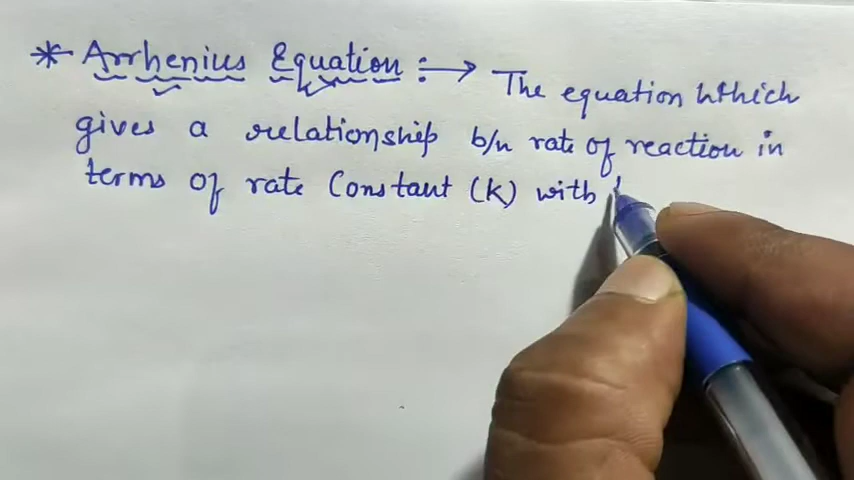 * Arrhenius Equation :→ The equation which
gives a relationship b/n rate of reaction in
terms of rate Constant (K) with